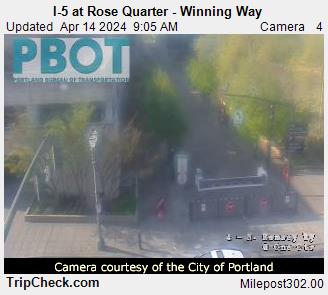 I-5 at Rose Quarter - Winning Way
Updated Apr 14 2024 9:05 AM Camera 4
PBOT
PORTLAND BUREAU OF TRANSPORTATION
Camera courtesy of the City of Portland
TripCheck.com Milepost302.00